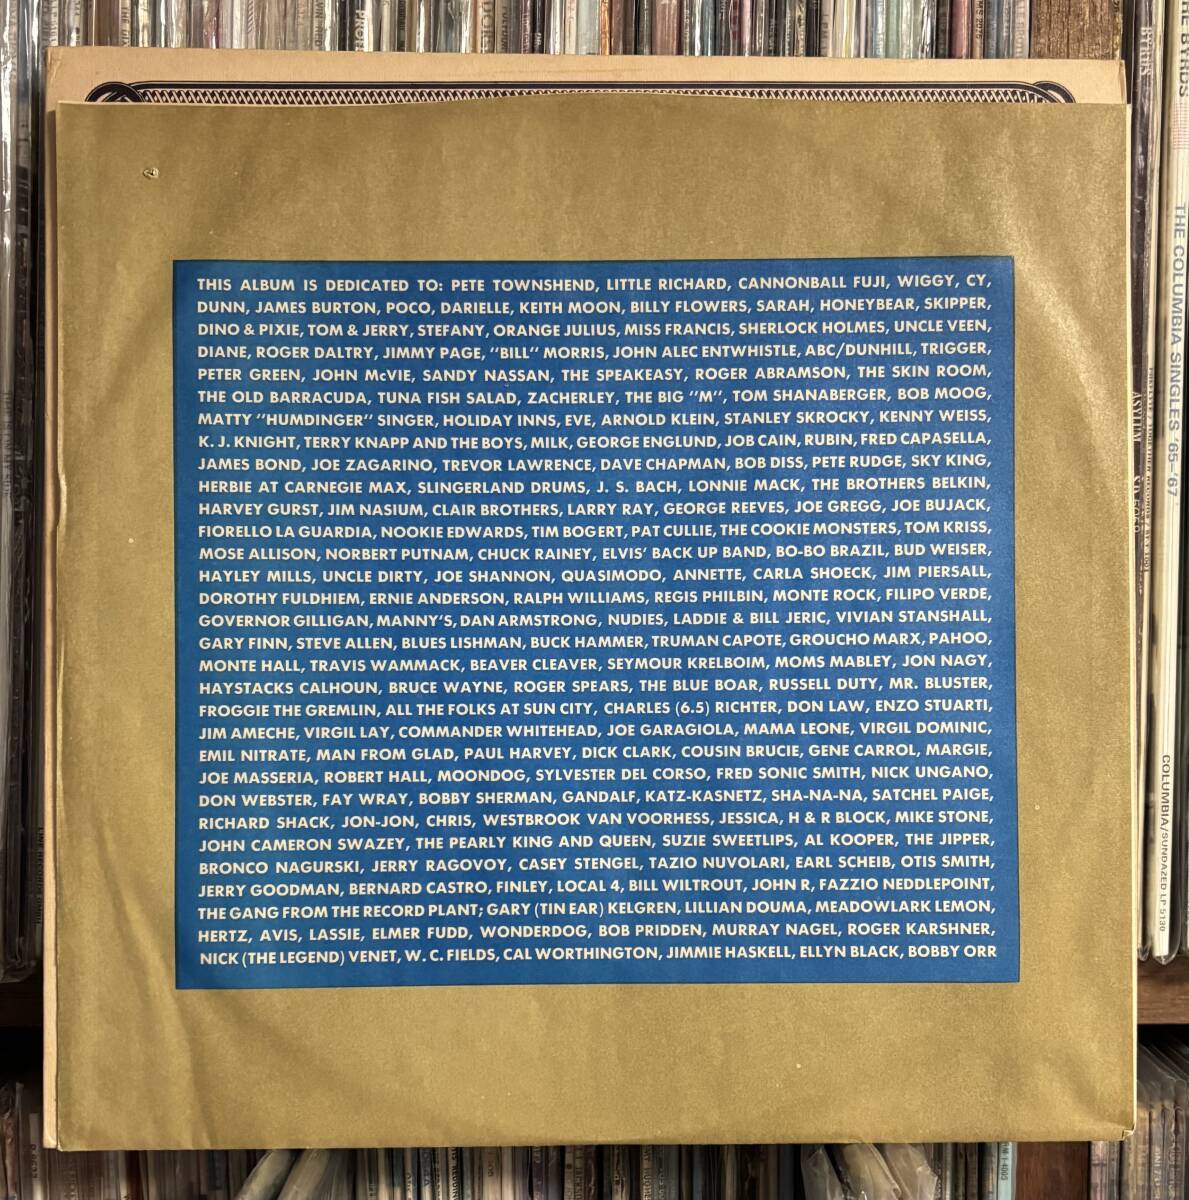 THIS ALBUM IS DEDICATED TO: PETE TOWNSHEND, LITTLE RICHARD, CANNONBALL FUJI, WIGGY, CY,
DUNN, JAMES BURTON, POCO, DARIELLE, KEITH MOON, BILLY FLOWERS, SARAH, HONEYBEAR, SKIPPER,
DINO & PIXIE, TOM & JERRY, STEFANY, ORANGE JULIUS, MISS FRANCIS, SHERLOCK HOLMES, UNCLE VEEN,
DIANE, ROGER DALTRY, JIMMY PAGE, "BILL" MORRIS, JOHN ALEC ENTWHISTLE, ABC/DUNHILL, TRIGGER,
PETER GREEN, JOHN McVIE, SANDY NASSAN, THE SPEAKEASY, ROGER ABRAMSON, THE SKIN ROOM,
THE OLD BARRACUDA, TUNA FISH SALAD, ZACHERLEY, THE BIG "M", TOM SHANABERGER, BOB MOOG,
MATTY "HUMDINGER" SINGER, HOLIDAY INNS, EVE, ARNOLD KLEIN, STANLEY SKROCKY, KENNY WEISS,
K. J. KNIGHT, TERRY KNAPP AND THE BOYS, MILK, GEORGE ENGLUND, JOB CAIN, RUBIN, FRED CAPASELLA,
JAMES BOND, JOE ZAGARINO, TREVOR LAWRENCE, DAVE CHAPMAN, BOB DISS, PETE RUDGE, SKY KING,
HERBIE AT CARNEGIE MAX, SLINGERLAND DRUMS, J. S. BACH, LONNIE MACK, THE BROTHERS BELKIN,
HARVEY GURST, JIM NASIUM, CLAIR BROTHERS, LARRY RAY, GEORGE REEVES, JOE GREGG, JOE BUJACK,
FIORELLO LA GUARDIA, NOOKIE EDWARDS, TIM BOGERT, PAT CULLIE, THE COOKIE MONSTERS, TOM KRISS,
MOSE ALLISON, NORBERT PUTNAM, CHUCK RAINEY, ELVIS' BACK UP BAND, BO-BO BRAZIL, BUD WEISER,
HAYLEY MILLS, UNCLE DIRTY, JOE SHANNON, QUASIMODO, ANNETTE, CARLA SHOECK, JIM PIERSALL,
DOROTHY FULDHIEM, ERNIE ANDERSON, RALPH WILLIAMS, REGIS PHILBIN, MONTE ROCK, FILIPO VERDE,
GOVERNOR GILLIGAN, MANNY'S, DAN ARMSTRONG, NUDIES, LADDIE & BILL JERIC, VIVIAN STANSHALL,
GARY FINN, STEVE ALLEN, BLUES LISHMAN, BUCK HAMMER, TRUMAN CAPOTE, GROUCHO MARX, PAHOO,
MONTE HALL, TRAVIS WAMMACK, BEAVER CLEAVER, SEYMOUR KRELBOIM, MOMS MABLEY, JON NAGY,
HAYSTACKS CALHOUN, BRUCE WAYNE, ROGER SPEARS, THE BLUE BOAR, RUSSELL DUTY, MR. BLUSTER,
FROGGIE THE GREMLIN, ALL THE FOLKS AT SUN CITY, CHARLES (6.5) RICHTER, DON LAW, ENZO STUARTI,
JIM AMECHE, VIRGIL LAY, COMMANDER WHITEHEAD, JOE GARAGIOLA, MAMA LEONE, VIRGIL DOMINIC,
EMIL NITRATE, MAN FROM GLAD, PAUL HARVEY, DICK CLARK, COUSIN BRUCIE, GENE CARROL, MARGIE,
JOE MASSERIA, ROBERT HALL, MOONDOG, SYLVESTER DEL CORSO, FRED SONIC SMITH, NICK UNGANO,
DON WEBSTER, FAY WRAY, BOBBY SHERMAN, GANDALF, KATZ-KASNETZ, SHA-NA-NA, SATCHEL PAIGE,
RICHARD SHACK, JON-JON, CHRIS, WESTBROOK VAN VOORHESS, JESSICA, H & R BLOCK, MIKE STONE,
JOHN CAMERON SWAZEY, THE PEARLY KING AND QUEEN, SUZIE SWEETLIPS, AL KOOPER, THE JIPPER,
BRONCO NAGURSKI, JERRY RAGOVOY, CASEY STENGEL, TAZIO NUVOLARI, EARL SCHEIB, OTIS SMITH,
JERRY GOODMAN, BERNARD CASTRO, FINLEY, LOCAL 4, BILL WILTROUT, JOHN R, FAZZIO NEDDLEPOINT,
THE GANG FROM THE RECORD PLANT; GARY (TIN EAR) KELGREN, LILLIAN DOUMA, MEADOWLARK LEMON,
HERTZ, AVIS, LASSIE, ELMER FUDD, WONDERDOG, BOB PRIDDEN, MURRAY NAGEL, ROGER KARSHNER,
NICK (THE LEGEND) VENET, W. C. FIELDS, CAL WORTHINGTON, JIMMIE HASKELL, ELLYN BLACK, BOBBY ORR
BYRDS
THE BYRDS
THE COLUMBIA SINGLES '65-'67
COLUMBIA/SUNDAZED LP 5130
ASYLUM